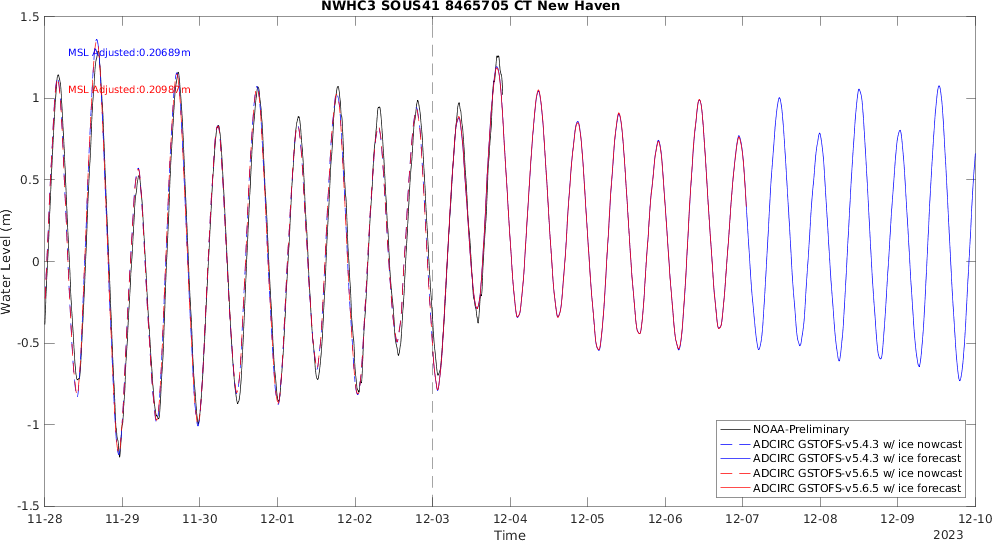 NWHC3 SOUS41 8465705 CT New Haven
1.5
1
0.5
0
-0.5
-1
-1.5
Water Level (m)
MSL Adjusted:0.20689m
MSL Adjusted:0.20987m
NOAA-Preliminary
ADCIRC GSTOFS-v5.4.3 w/ ice nowcast
ADCIRC GSTOFS-v5.4.3 w/ ice forecast
ADCIRC GSTOFS-v5.6.5 w/ ice nowcast
ADCIRC GSTOFS-v5.6.5 w/ ice forecast
11-28 11-29 11-30 12-01 12-02 12-03 12-04 12-05 12-06 12-07 12-08 12-09 12-10
Time
2023